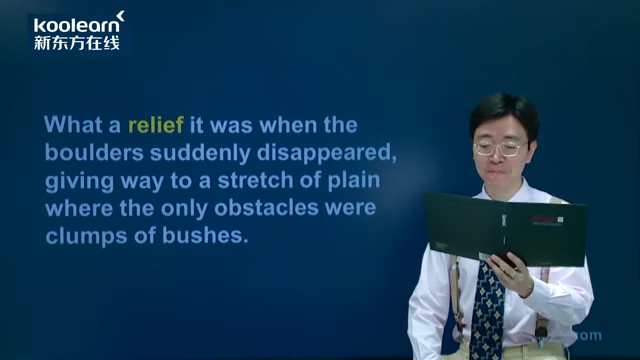 koolearn
新东方在线
What a relief it was when the
boulders suddenly disappeared,
giving way to a stretch of plain
where the only obstacles were
clumps of bushes.
com